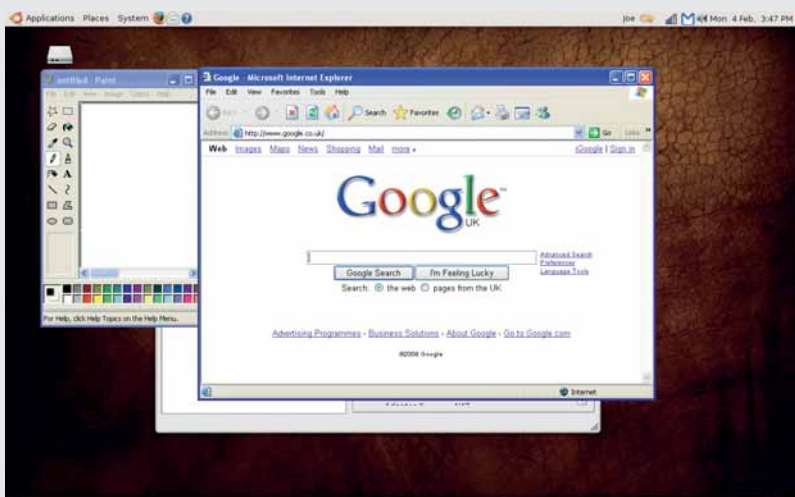 Applications Places System
Joe Mon 4 Feb, 3:47 PM
untitled - Paint
File Edit View Image Colors Help
For Help, click Help Topics on the Help Menu.
Google - Microsoft Internet Explorer
File Edit View Favorites Tools Help
Back Search Favorites
Address http://www.google.co.uk/ Go Links »
Web Images Maps News Shopping Mail more
iGoogle | Sign in
Google™
UK
Advanced Search
Preferences
Language Tools
Google Search I'm Feeling Lucky
Search: the web pages from the UK
Advertising Programmes - Business Solutions - About Google - Go to Google.com
©2008 Google
Internet